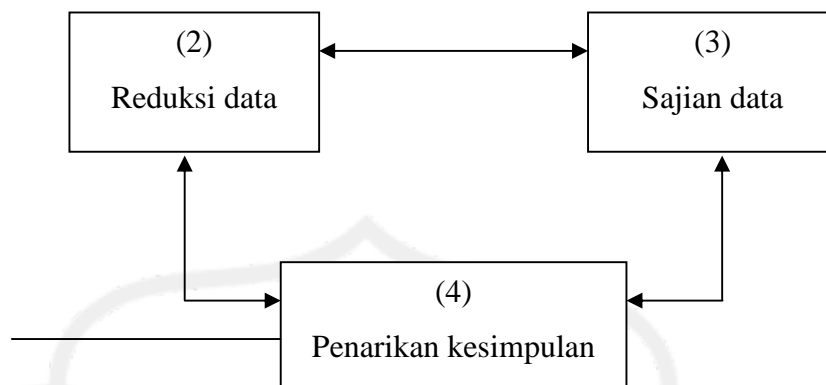 (2)
Reduksi data
(3)
Sajian data
(4)
Penarikan kesimpulan